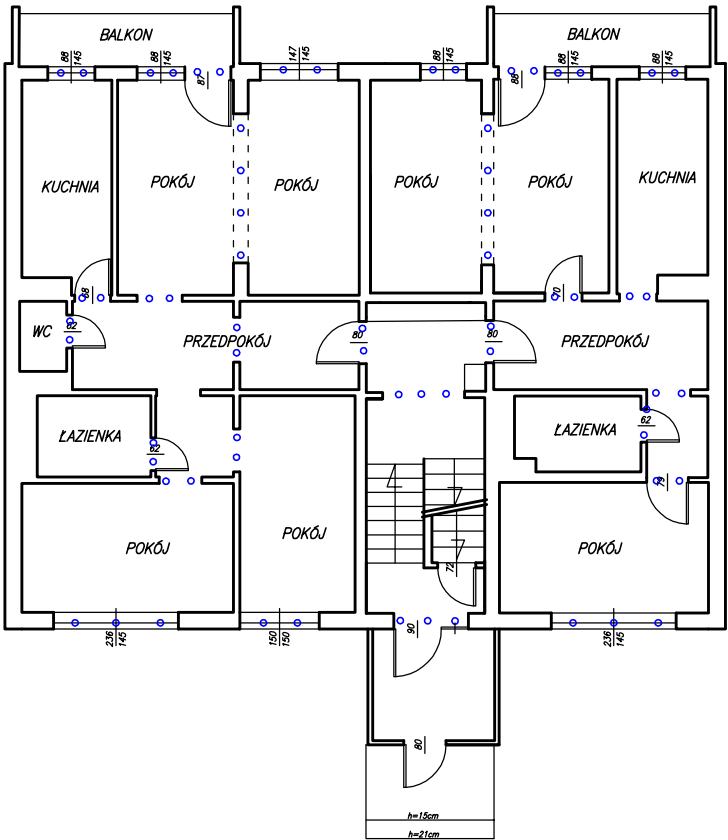 BALKON
BALKON
88
145
88
145
87
147
145
88
145
88
88
145
88
145
KUCHNIA
POKÓJ
POKÓJ
POKÓJ
POKÓJ
KUCHNIA
68
70
WC
62
PRZEDPOKÓJ
80
80
PRZEDPOKÓJ
ŁAZIENKA
62
ŁAZIENKA
62
79
POKÓJ
POKÓJ
72
POKÓJ
236
145
150
150
90
236
145
80
h=15cm
h=21cm